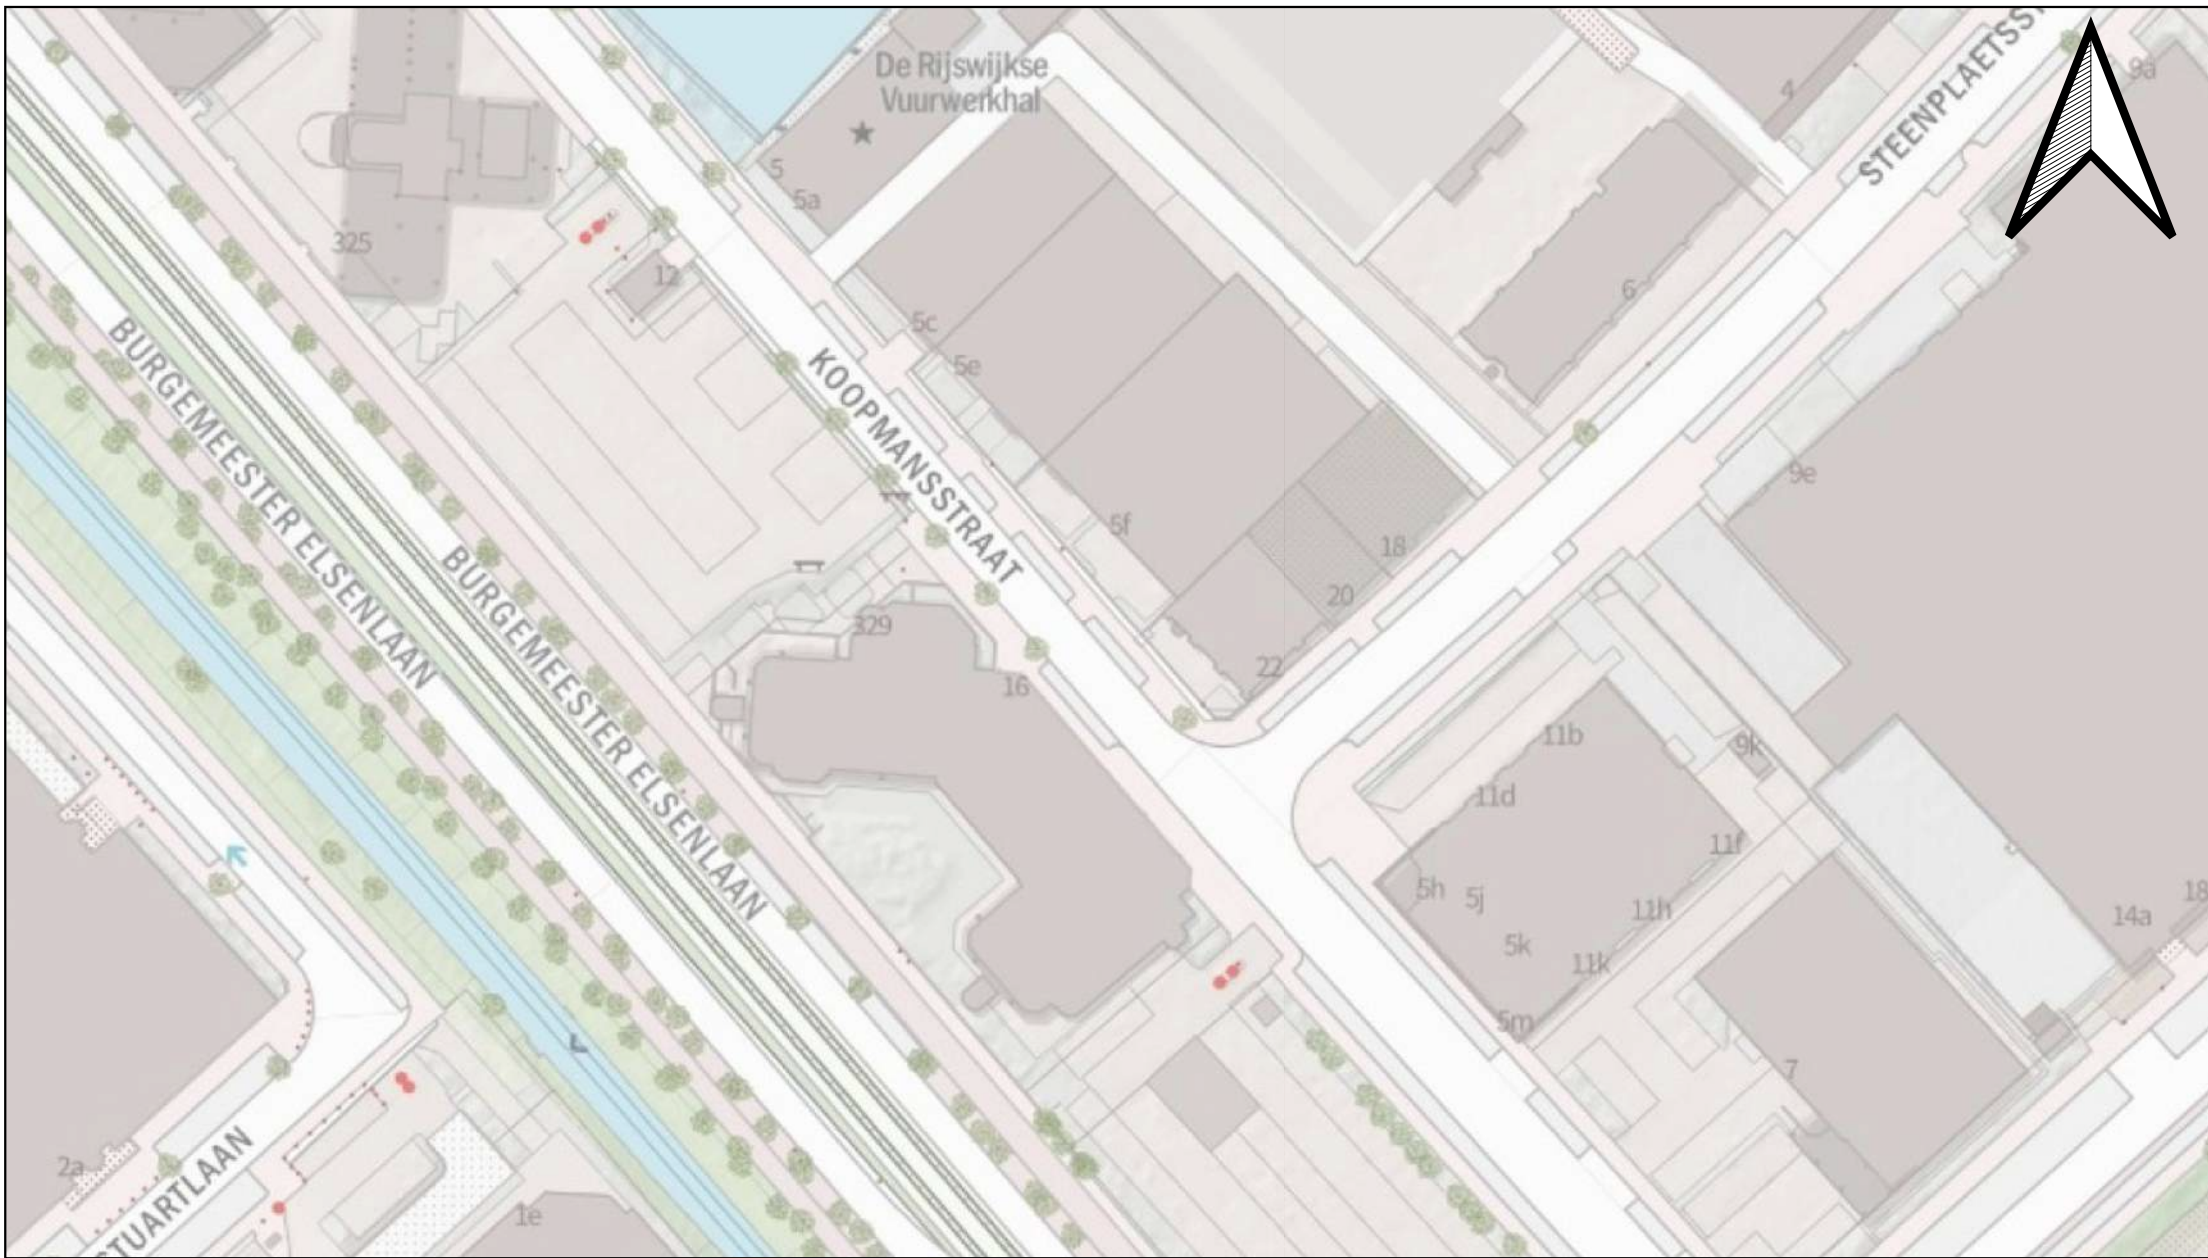 De Rijswijkse
Vuurwerkhal
STEENPLAETSST
9a
4
5
5a
325
12
6
5c
5e
BURGEMEESTER ELSENLAAN
KOOPMANSSTRAAT
9e
5f
18
20
BURGEMEESTER ELSENLAAN
329
22
16
11b
9k
11d
11f
5h
5j
11h
14a
18
5k
11k
5m
7
2a
STUARTLAAN
1e